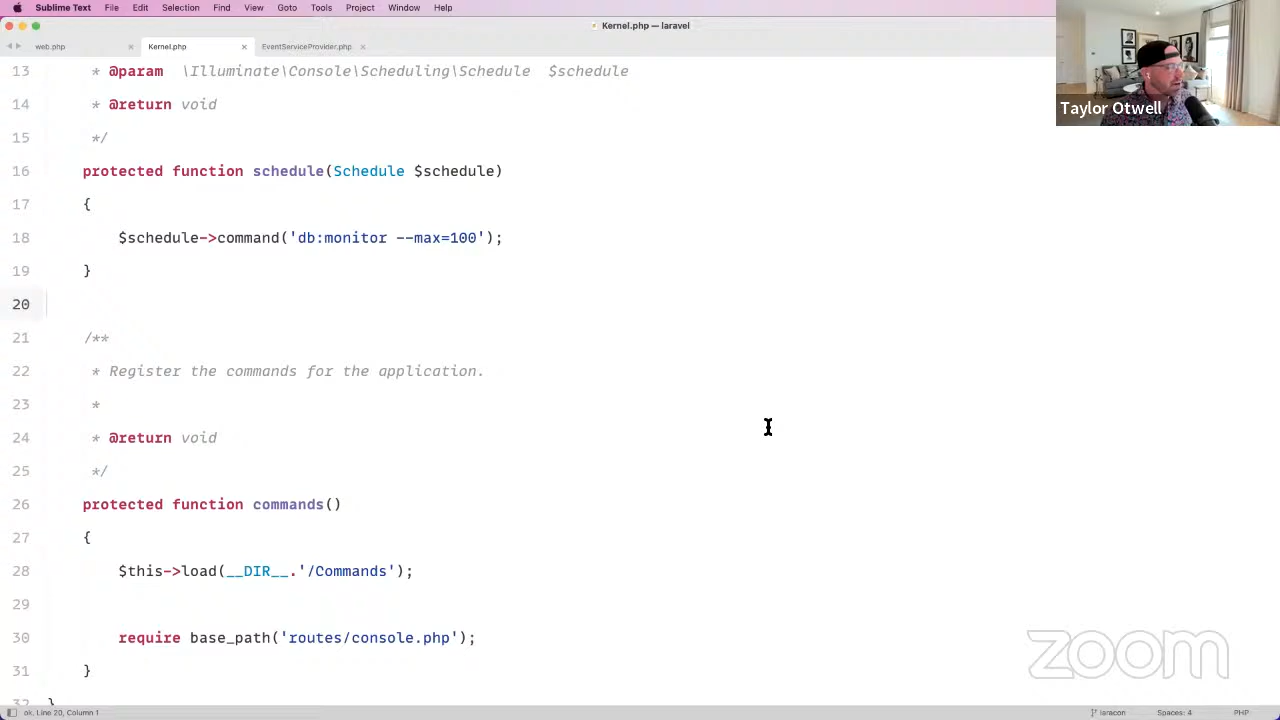 Sublime Text File Edit Selection Find View Goto Tools Project Window Help
Kernel.php — laravel
web.php × Kernel.php × EventServiceProvider.php ×
13 * @param \Illuminate\Console\Scheduling\Schedule $schedule
14 * @return void
15 */
16 protected function schedule(Schedule $schedule)
17 {
18 $schedule->command('db:monitor --max=100');
19 }
20
21 /**
22 * Register the commands for the application.
23 *
24 * @return void
25 */
26 protected function commands()
27 {
28 $this->load(__DIR__.'/Commands');
29
30 require base_path('routes/console.php');
31 }
32 }
Taylor Otwell
zoom
ok. Line 20, Column 1 laracon Spaces: 4 PHP